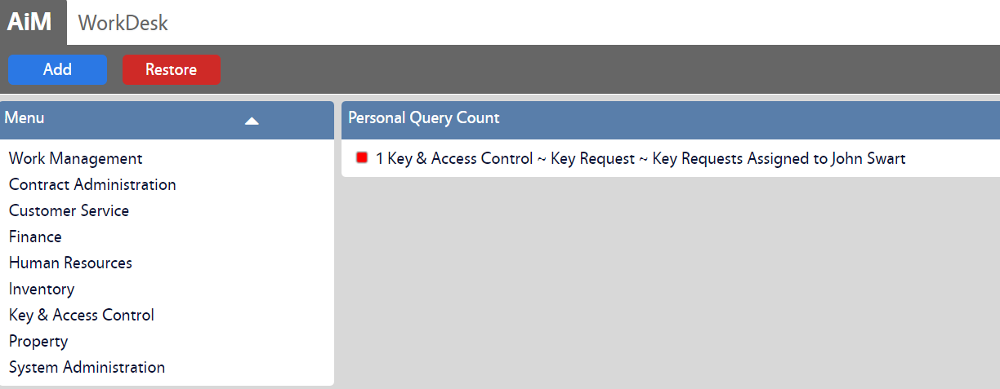 AiM WorkDesk
Add Restore
Menu
Work Management
Contract Administration
Customer Service
Finance
Human Resources
Inventory
Key & Access Control
Property
System Administration
Personal Query Count
1 Key & Access Control ~ Key Request ~ Key Requests Assigned to John Swart